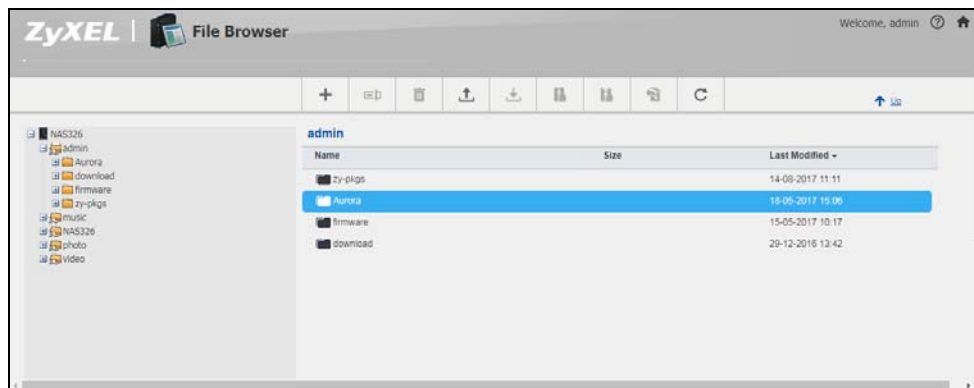 ZyXEL | File Browser
Welcome, admin
Up
NAS326
admin
Aurora
download
firmware
zy-pkgs
music
NAS326
photo
video
admin
Name Size Last Modified
zy-pkgs 14-08-2017 11:11
Aurora 18-05-2017 15:06
firmware 15-05-2017 10:17
download 29-12-2016 13:42